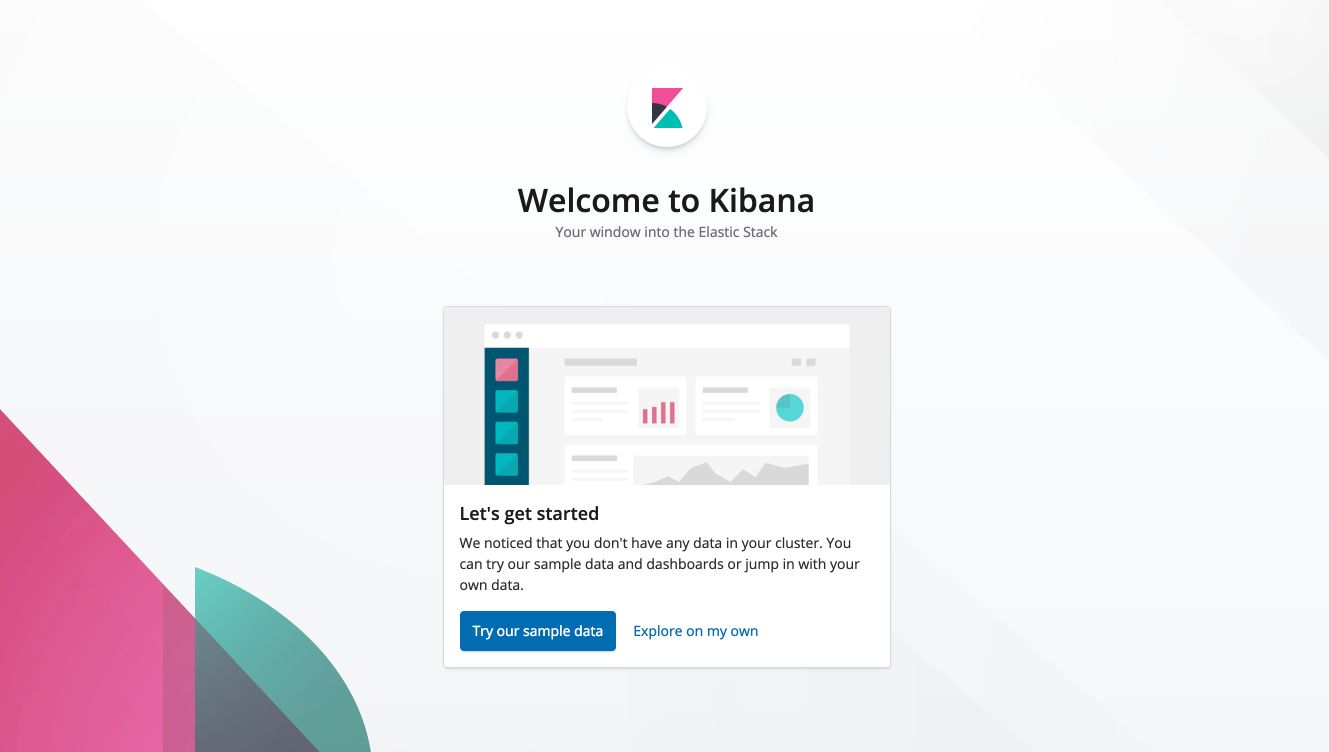 Welcome to Kibana
Your window into the Elastic Stack
Let's get started
We noticed that you don't have any data in your cluster. You
can try our sample data and dashboards or jump in with your
own data.
Try our sample data
Explore on my own